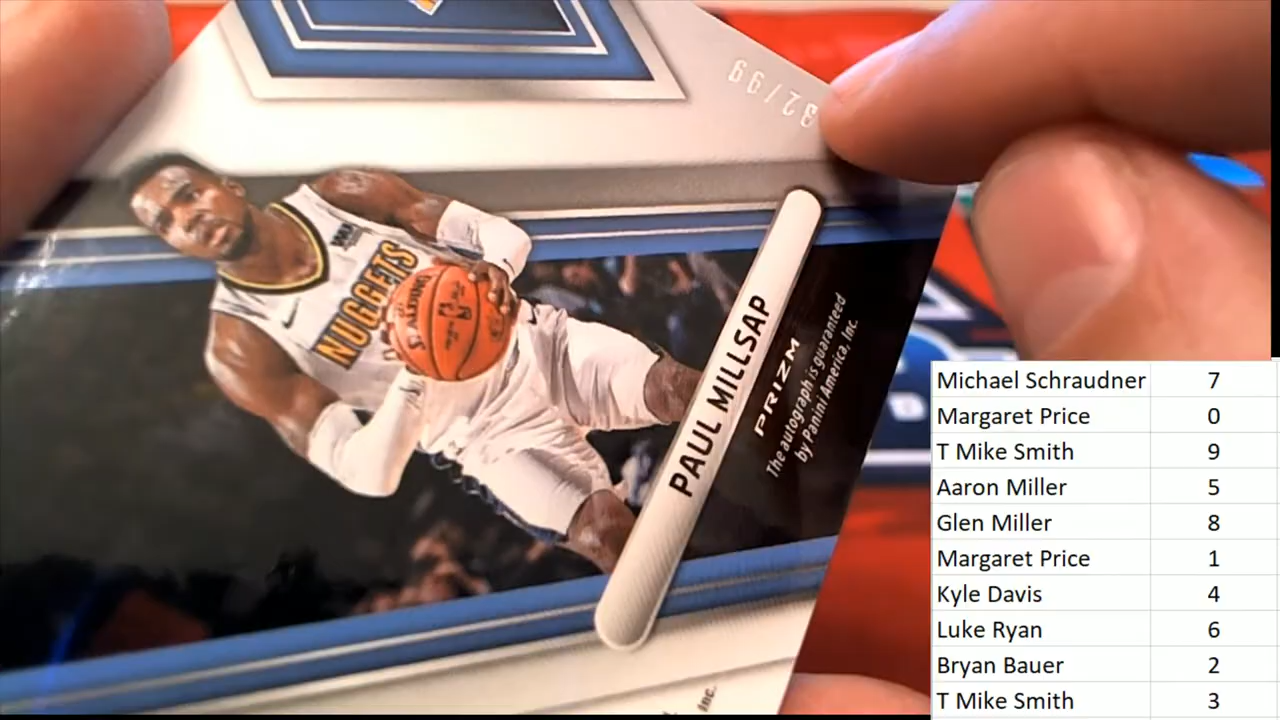 NUGGETS
SPALDING
PAUL MILLSAP
PRIZM
The autograph is guaranteed
by Panini America, Inc.
Inc.
Michael Schraudner 7
Margaret Price 0
T Mike Smith 9
Aaron Miller 5
Glen Miller 8
Margaret Price 1
Kyle Davis 4
Luke Ryan 6
Bryan Bauer 2
T Mike Smith 3